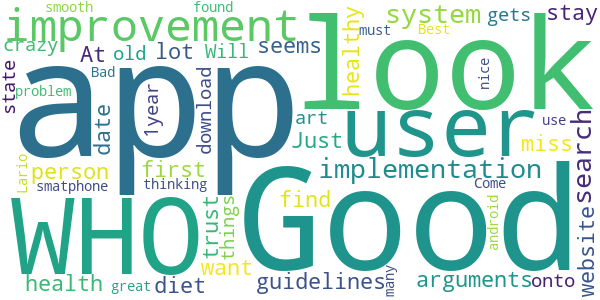 smooth
found
improvement
look
system
gets
stay
crazy
At
old
Will
seems
lot
state
Bad
app
healthy
must
Best
problem
date
1year
download
art
nice
user
search
Just
use
miss
person
first
implementation
Lario
smatphone
thinking
Come
WHO
Good
trust
things
find
want
android
website
health
great
diet
guidelines
many
arguments
onto